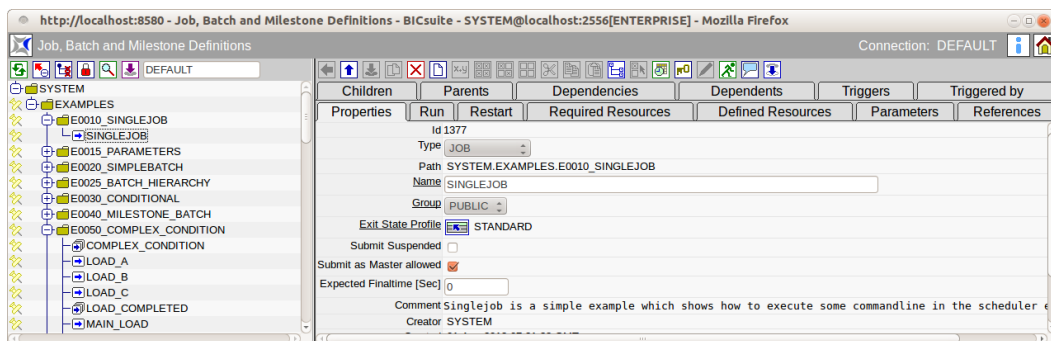 http://localhost:8580 - Job, Batch and Milestone Definitions - BICsuite - SYSTEM@localhost:2556[ENTERPRISE] - Mozilla Firefox
Job, Batch and Milestone Definitions
Connection: DEFAULT
DEFAULT
SYSTEM
EXAMPLES
E0010_SINGLEJOB
SINGLEJOB
E0015_PARAMETERS
E0020_SIMPLEBATCH
E0025_BATCH_HIERARCHY
E0030_CONDITIONAL
E0040_MILESTONE_BATCH
E0050_COMPLEX_CONDITION
COMPLEX_CONDITION
LOAD_A
LOAD_B
LOAD_C
LOAD_COMPLETED
MAIN_LOAD
Children Parents Dependencies Dependents Triggers Triggered by
Properties Run Restart Required Resources Defined Resources Parameters References
Id 1377
Type JOB
Path SYSTEM.EXAMPLES.E0010_SINGLEJOB
Name SINGLEJOB
Group PUBLIC
Exit State Profile STANDARD
Submit Suspended
Submit as Master allowed
Expected Finaltime [Sec] 0
Comment Singlejob is a simple example which shows how to execute some commandline in the scheduler e
Creator SYSTEM